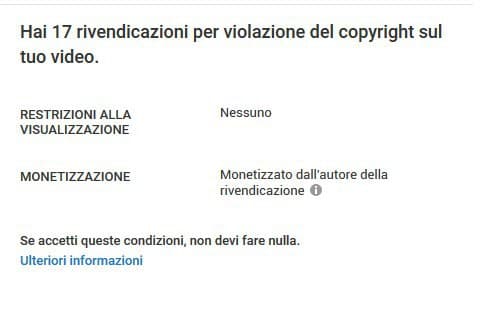 Hai 17 rivendicazioni per violazione del copyright sul
tuo video.
RESTRIZIONI ALLA
VISUALIZZAZIONE
Nessuno
MONETIZZAZIONE
Monetizzato dall'autore della
rivendicazione
Se accetti queste condizioni, non devi fare nulla.
Ulteriori informazioni